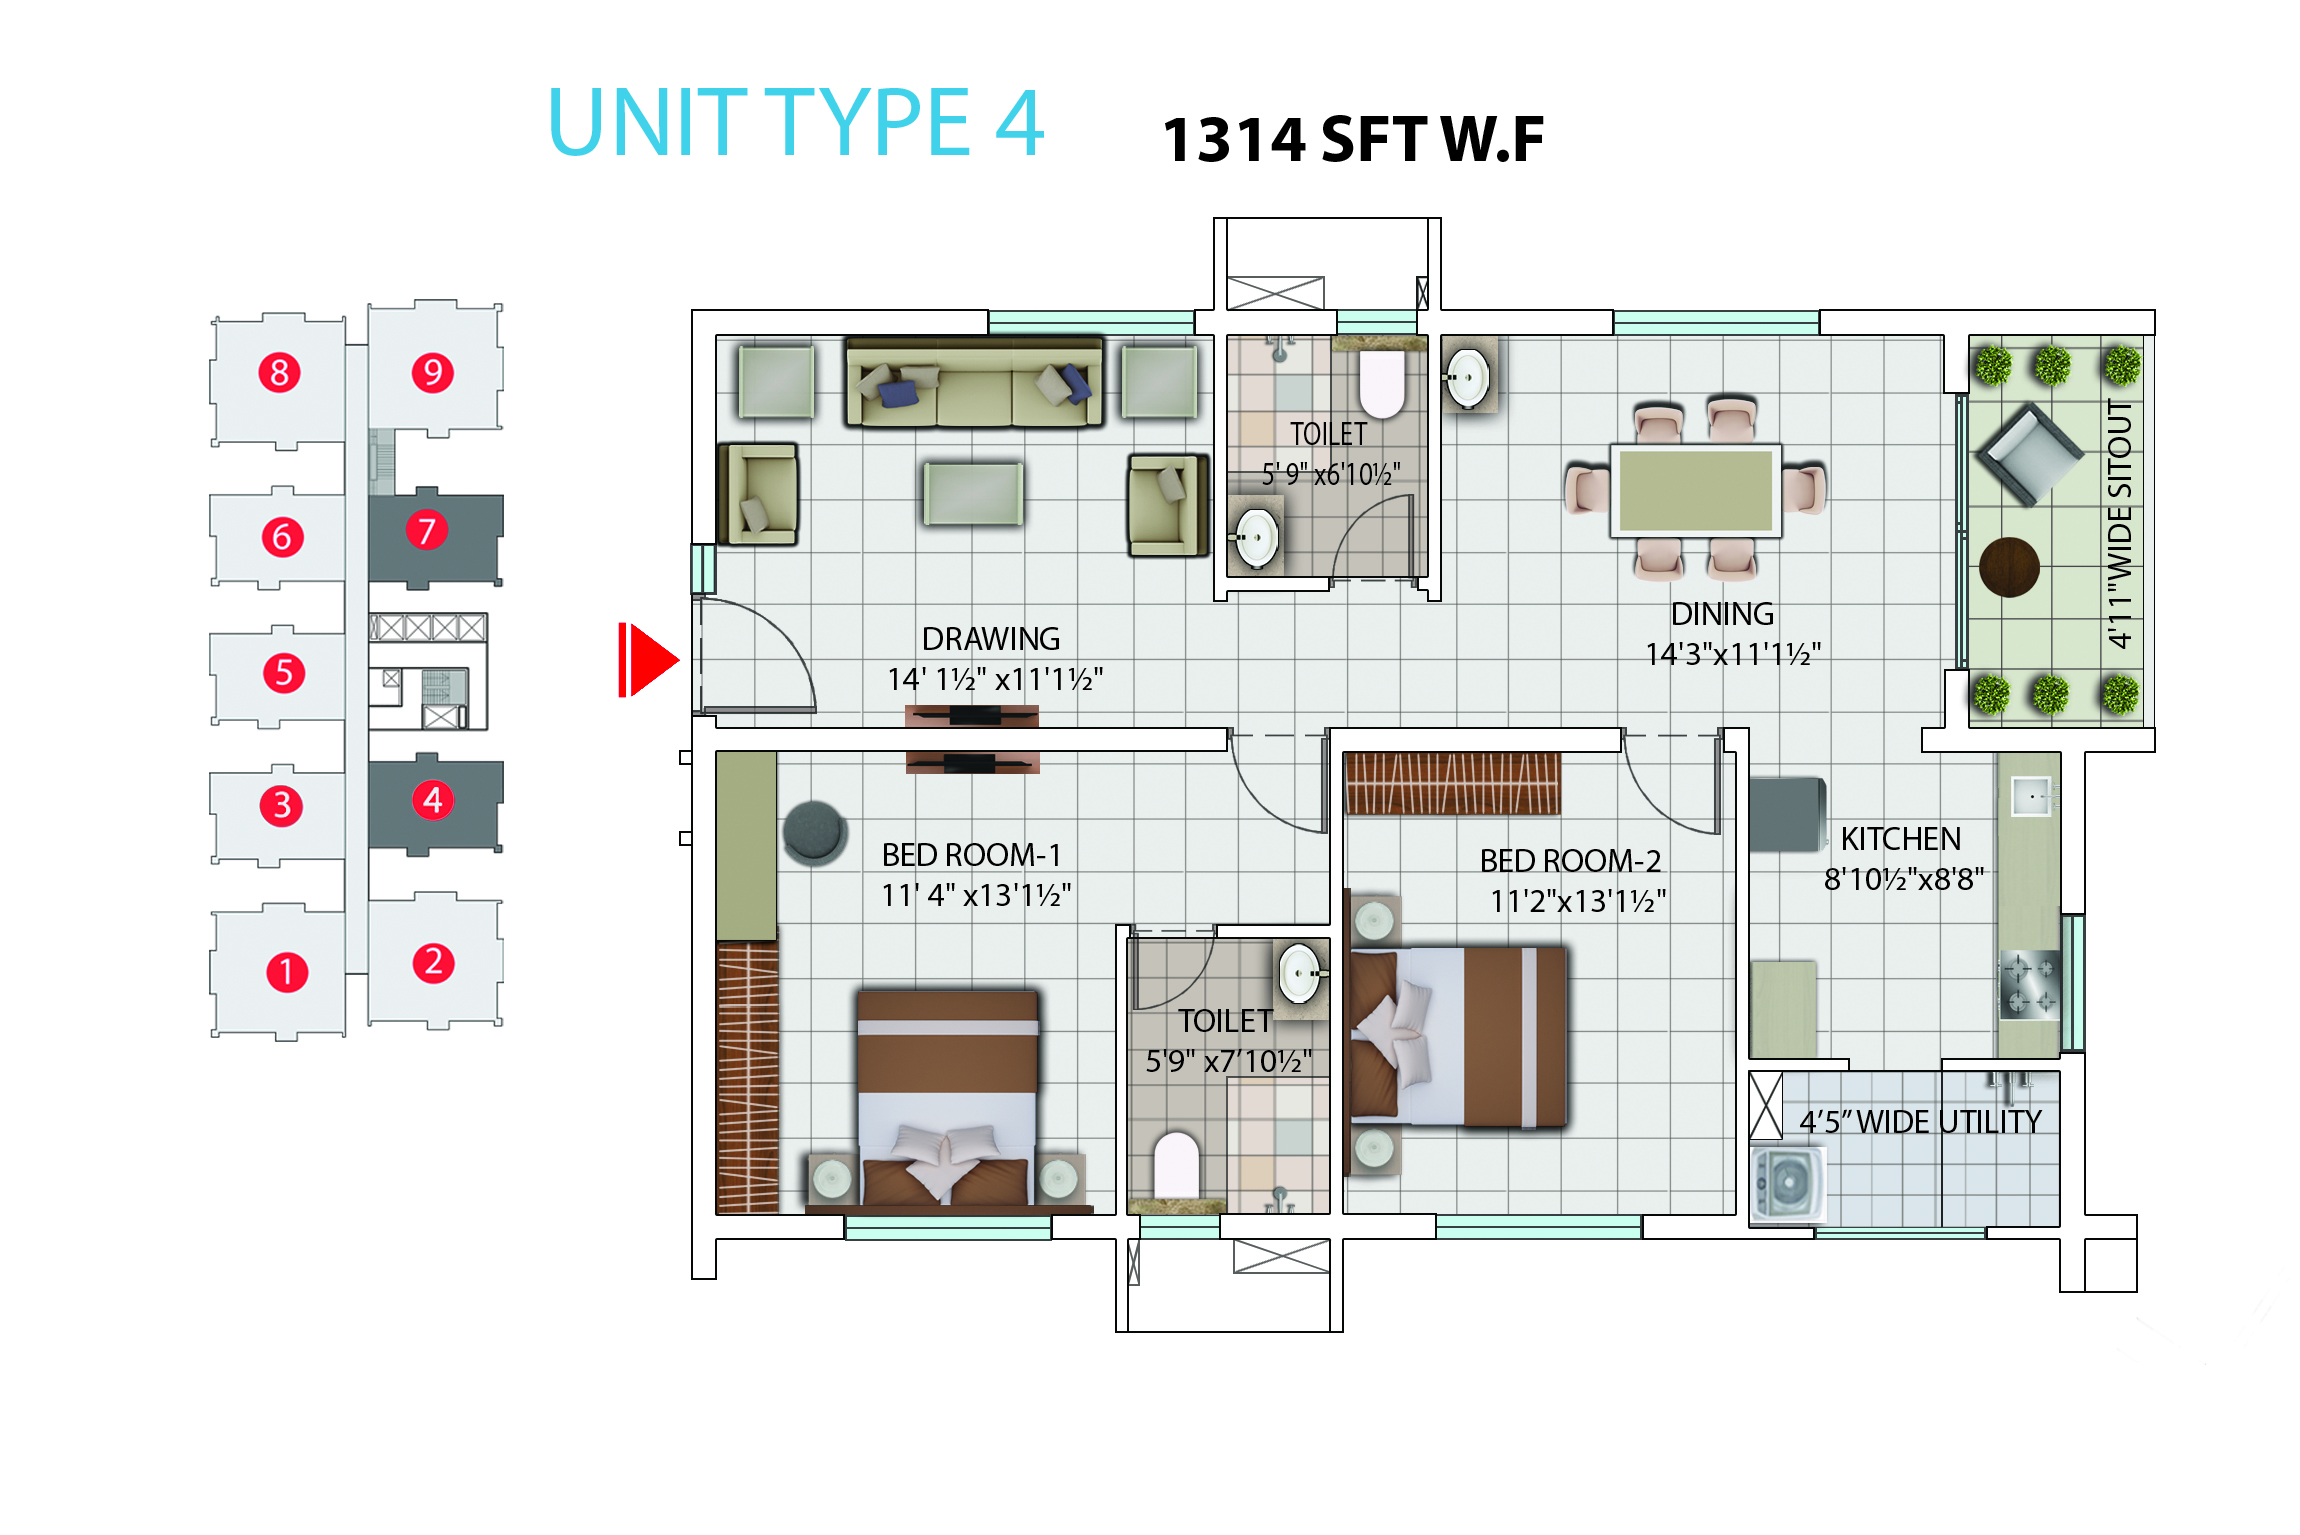 UNIT TYPE 4
1314 SFT W.F
8
9
6
7
5
3
4
1
2
TOILET
5' 9" x6'10½"
4'11"WIDE SITOUT
DRAWING
14' 1½" x11'1½"
DINING
14'3"x11'1½"
BED ROOM-1
11' 4" x13'1½"
BED ROOM-2
11'2"x13'1½"
KITCHEN
8'10½"x8'8"
TOILET
5'9" x7’10½"
4’5” WIDE UTILITY